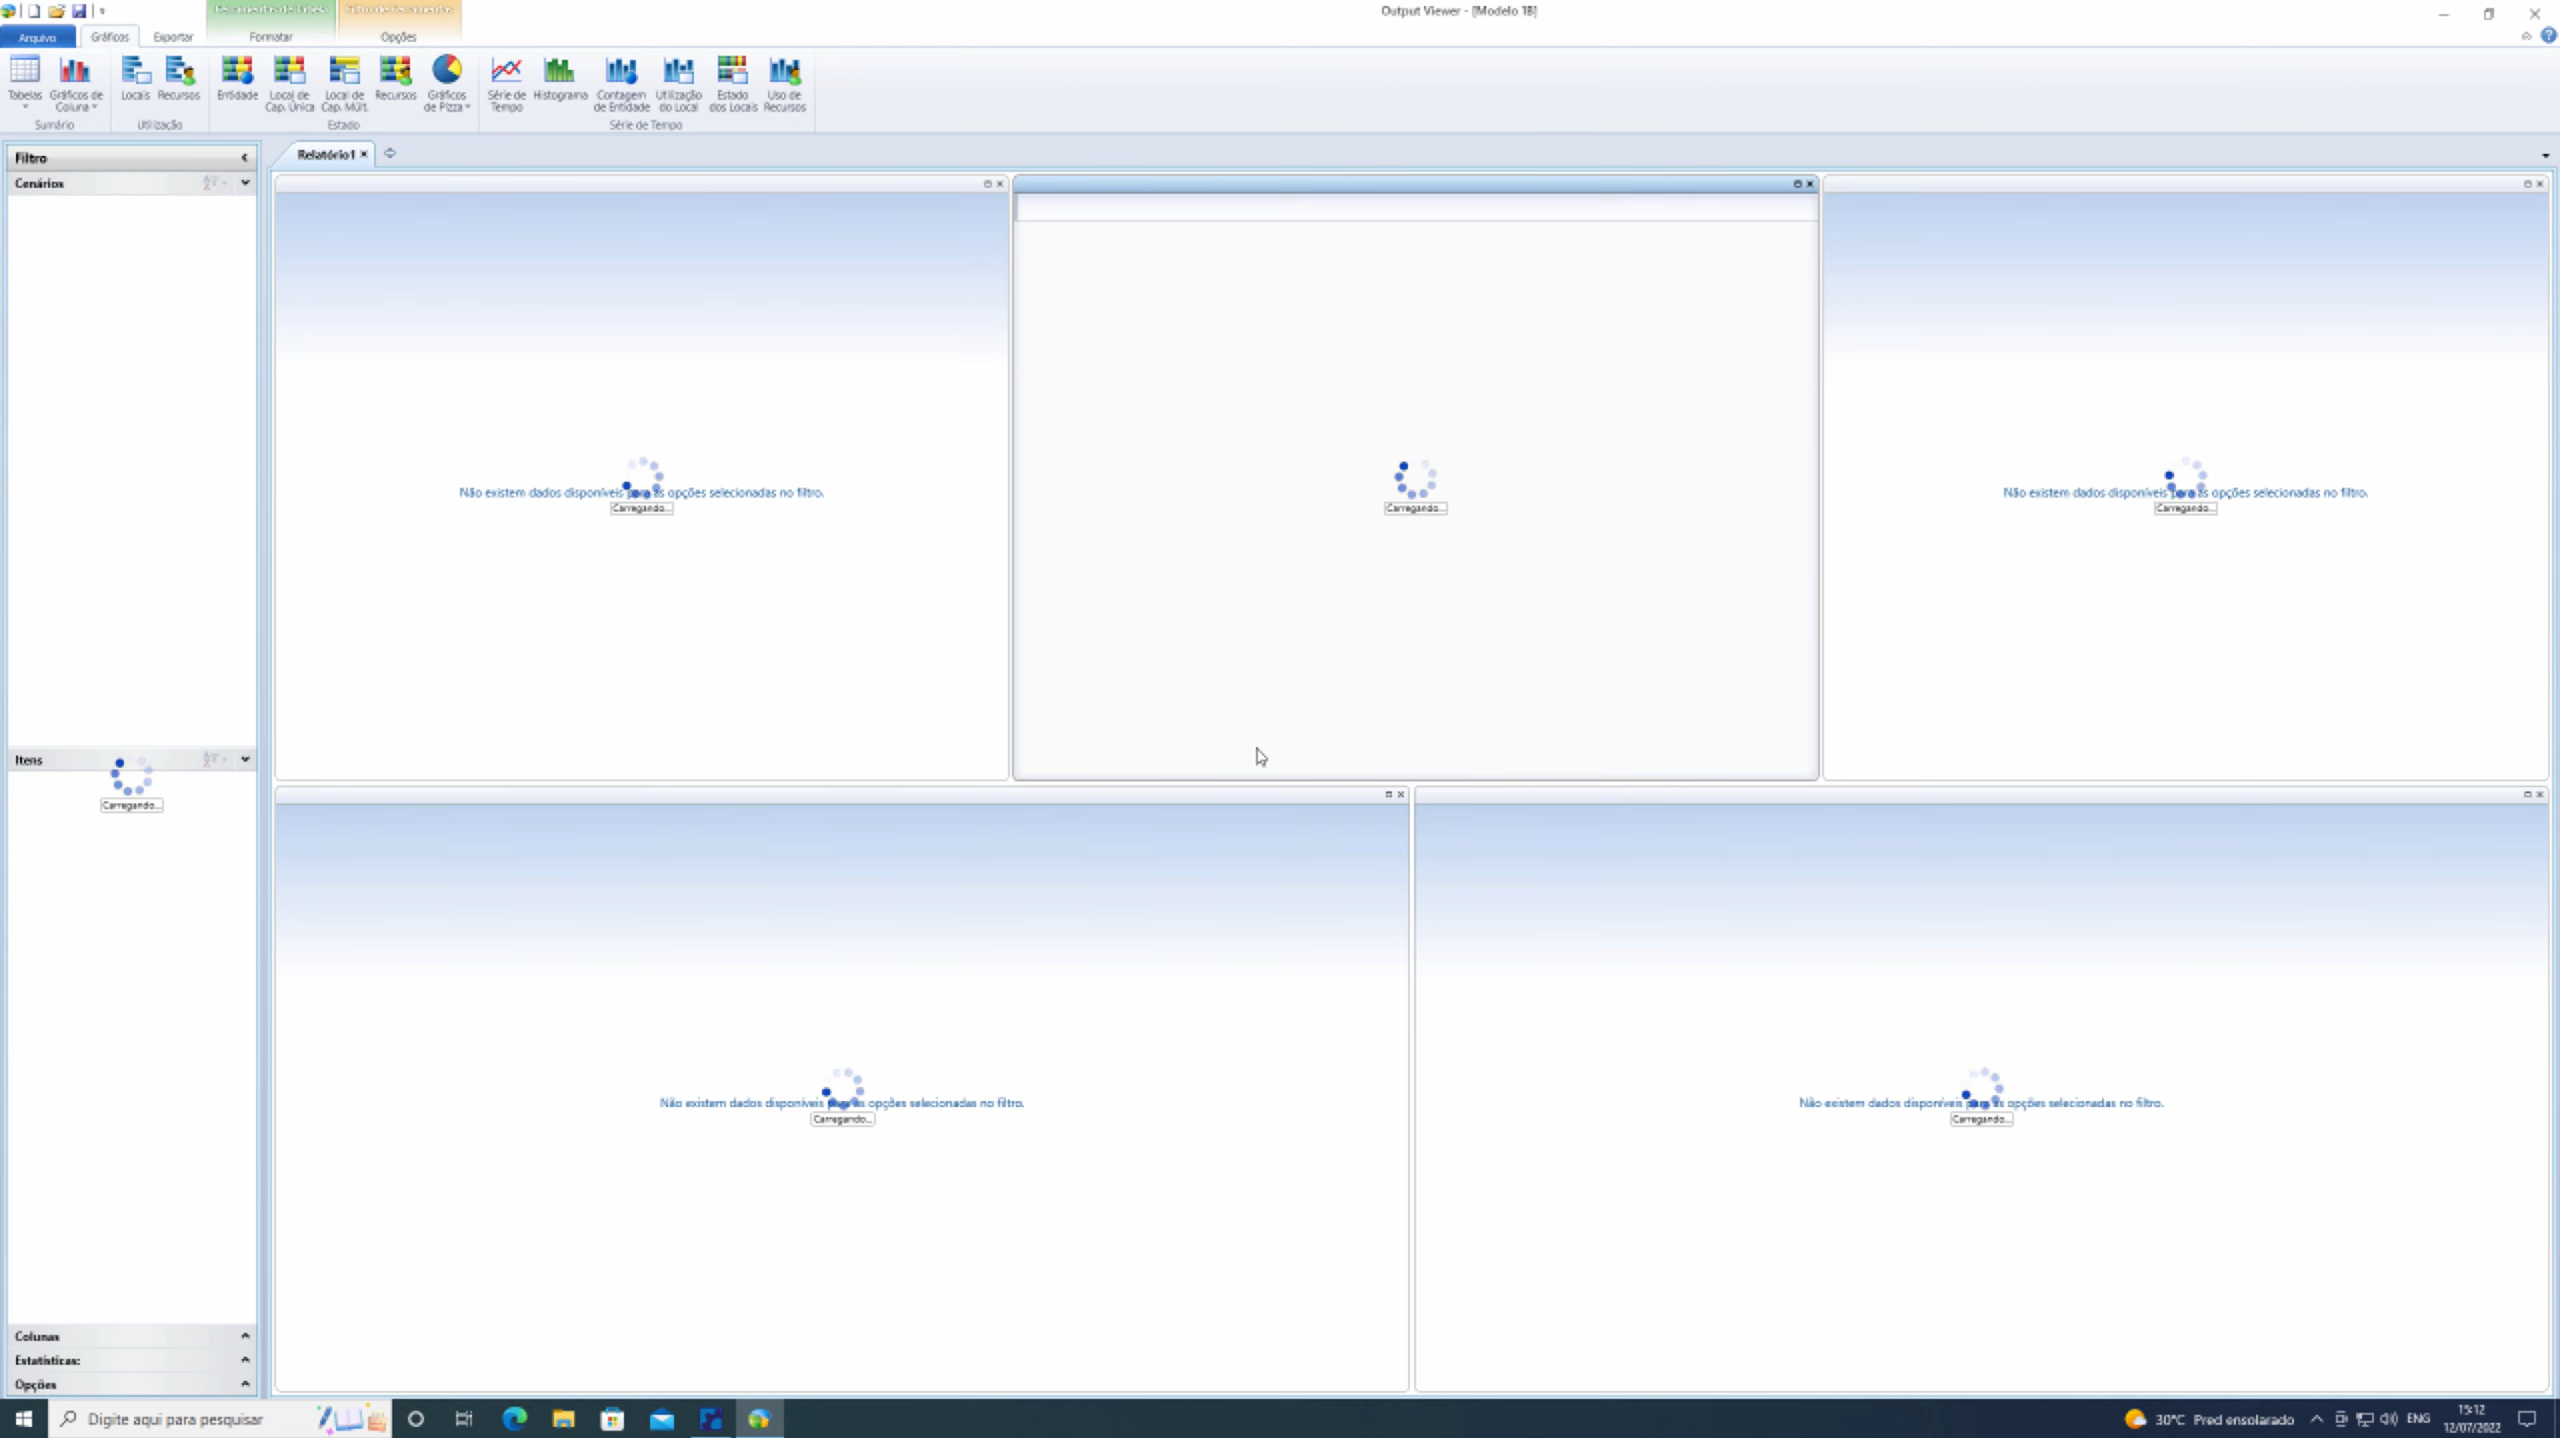 Output Viewer - [Modelo 1B]
Arquivo
Gráficos
Exportar
Formatar
Opções
Tabelas
Gráficos de Coluna
Locais
Recursos
Entidade
Local de Cap. Única
Local de Cap. Múlt.
Recursos
Gráficos de Pizza
Série de Tempo
Histograma
Contagem de Entidade
Utilização do Local
Estado dos Locais
Uso de Recursos
Sumário
Utilização
Estado
Série de Tempo
Filtro
Relatório1
Cenários
Não existem dados disponíveis para as opções selecionadas no filtro.
Carregando...
Carregando...
Não existem dados disponíveis para as opções selecionadas no filtro.
Carregando...
Itens
Carregando...
Não existem dados disponíveis para as opções selecionadas no filtro.
Carregando...
Não existem dados disponíveis para as opções selecionadas no filtro.
Carregando...
Colunas
Estatísticas:
Opções
Digite aqui para pesquisar
30°C Pred ensolarado
ENG
15:12
12/07/2022